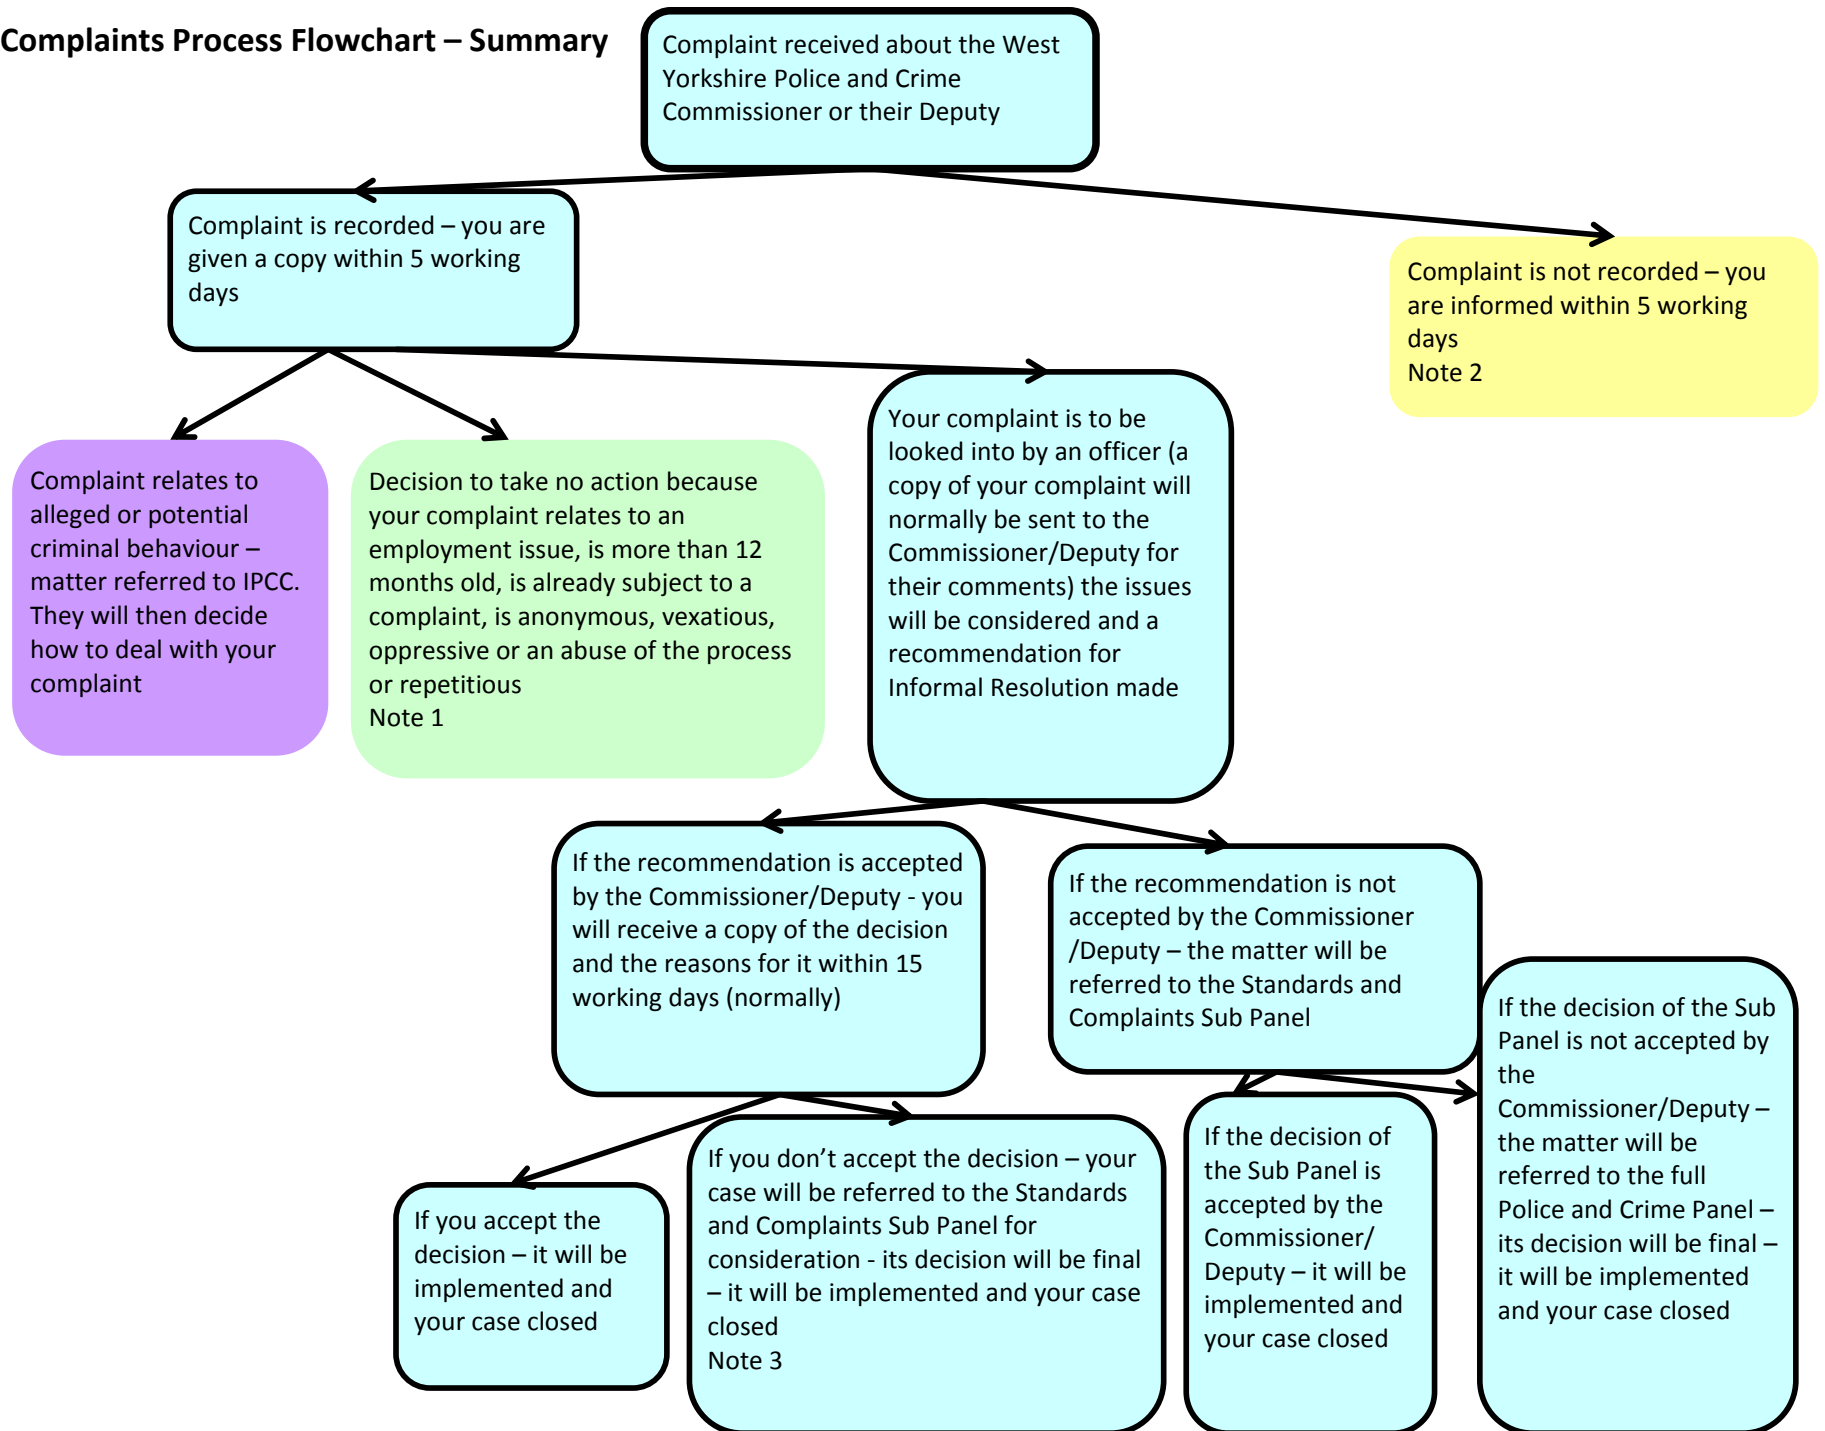 Complaints Process Flowchart – Summary
Complaint received about the West
Yorkshire Police and Crime
Commissioner or their Deputy
Complaint is recorded – you are
given a copy within 5 working
days
Complaint is not recorded – you
are informed within 5 working
days
Note 2
Complaint relates to
alleged or potential
criminal behaviour –
matter referred to IPCC.
They will then decide
how to deal with your
complaint
Decision to take no action because
your complaint relates to an
employment issue, is more than 12
months old, is already subject to a
complaint, is anonymous, vexatious,
oppressive or an abuse of the process
or repetitious
Note 1
Your complaint is to be
looked into by an officer (a
copy of your complaint will
normally be sent to the
Commissioner/Deputy for
their comments) the issues
will be considered and a
recommendation for
Informal Resolution made
If the recommendation is accepted
by the Commissioner/Deputy - you
will receive a copy of the decision
and the reasons for it within 15
working days (normally)
If the recommendation is not
accepted by the Commissioner
/Deputy – the matter will be
referred to the Standards and
Complaints Sub Panel
If you accept the
decision – it will be
implemented and
your case closed
If you don’t accept the decision – your
case will be referred to the Standards
and Complaints Sub Panel for
consideration - its decision will be final
– it will be implemented and your case
closed
Note 3
If the decision of
the Sub Panel is
accepted by the
Commissioner/
Deputy – it will be
implemented and
your case closed
If the decision of the Sub
Panel is not accepted by
the
Commissioner/Deputy –
the matter will be
referred to the full
Police and Crime Panel –
its decision will be final –
it will be implemented
and your case closed